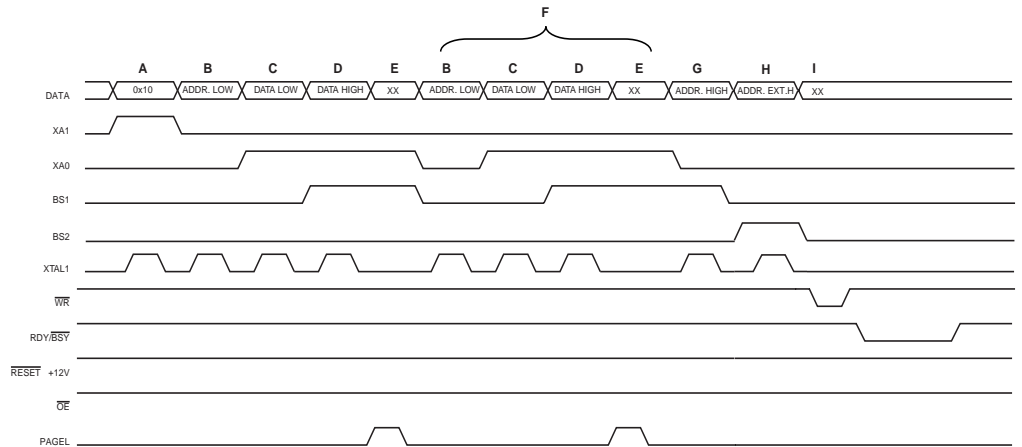 F
A B C D E B C D E G H I
DATA 0x10 ADDR. LOW DATA LOW DATA HIGH XX ADDR. LOW DATA LOW DATA HIGH XX ADDR. HIGH ADDR. EXT.H XX
XA1
XA0
BS1
BS2
XTAL1
WR
RDY/BSY
RESET +12V
OE
PAGEL